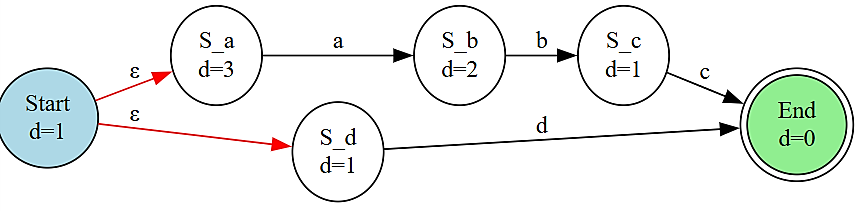 Start
d=1
ε
ε
S_a
d=3
a
S_b
d=2
b
S_c
d=1
c
S_d
d=1
d
End
d=0